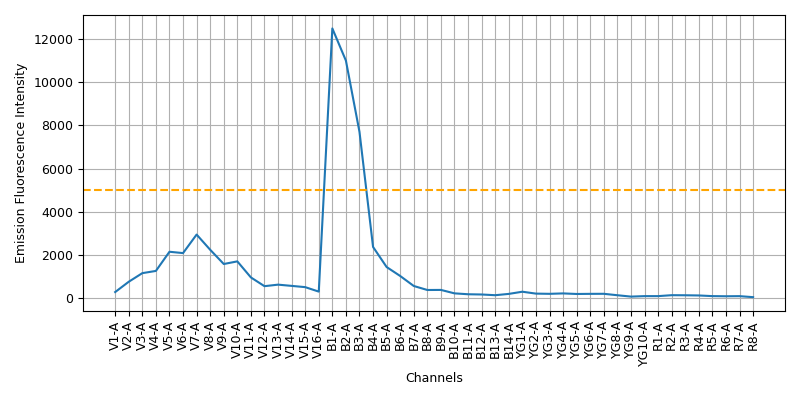 Emission Fluorescence Intensity
12000
10000
8000
6000
4000
2000
0
V1-A
V2-A
V3-A
V4-A
V5-A
V6-A
V7-A
V8-A
V9-A
V10-A
V11-A
V12-A
V13-A
V14-A
V15-A
V16-A
B1-A
B2-A
B3-A
B4-A
B5-A
B6-A
B7-A
B8-A
B9-A
B10-A
B11-A
B12-A
B13-A
B14-A
YG1-A
YG2-A
YG3-A
YG4-A
YG5-A
YG6-A
YG7-A
YG8-A
YG9-A
YG10-A
R1-A
R2-A
R3-A
R4-A
R5-A
R6-A
R7-A
R8-A
Channels